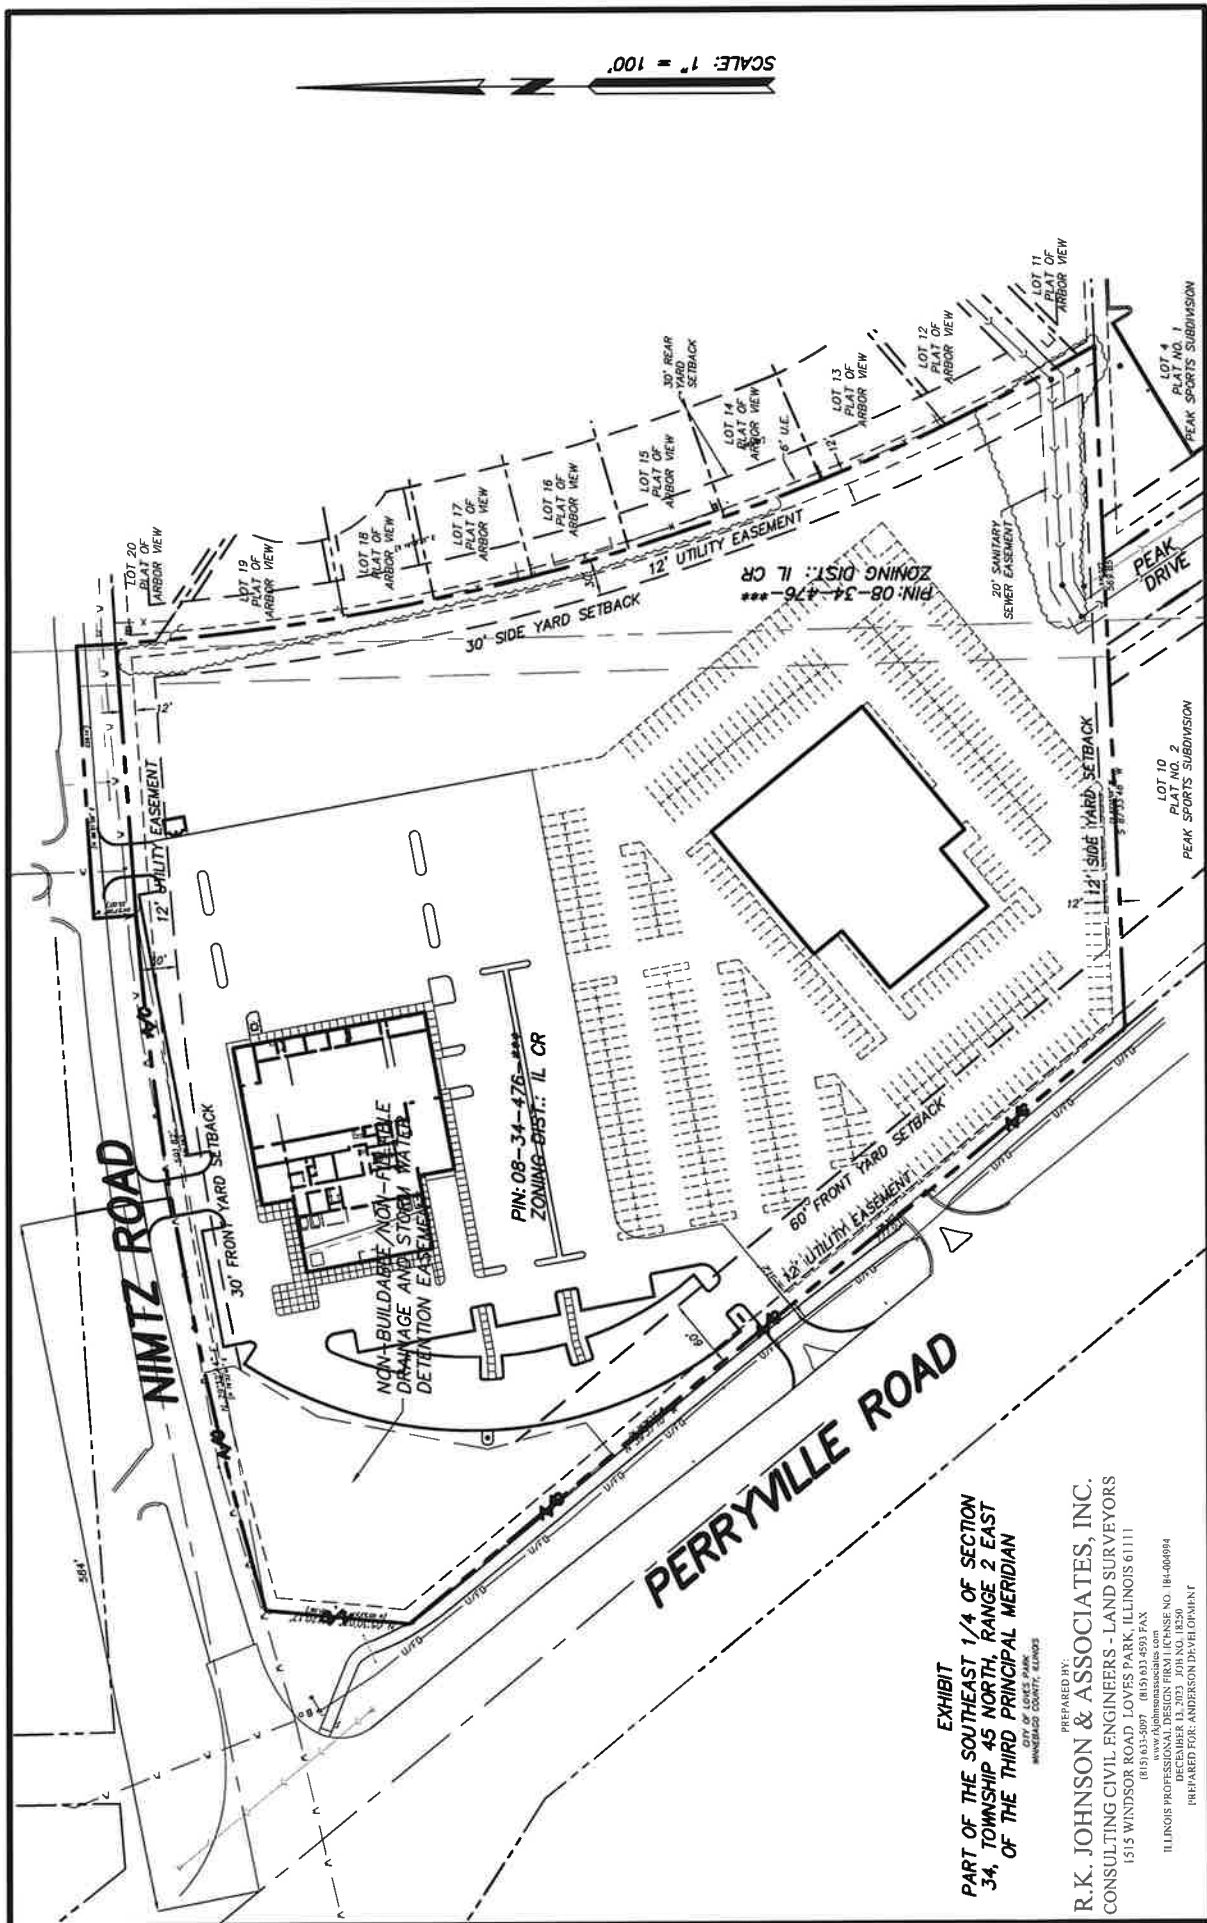 SCALE: 1" = 100'
NIMTZ ROAD
PERRYVILLE ROAD
PEAK
DRIVE
LOT 20
PLAT OF
ARBOR VIEW
LOT 19
PLAT OF
ARBOR VIEW
LOT 18
PLAT OF
ARBOR VIEW
LOT 17
PLAT OF
ARBOR VIEW
LOT 16
PLAT OF
ARBOR VIEW
LOT 15
PLAT OF
ARBOR VIEW
LOT 14
PLAT OF
ARBOR VIEW
LOT 13
PLAT OF
ARBOR VIEW
LOT 12
PLAT OF
ARBOR VIEW
LOT 11
PLAT OF
ARBOR VIEW
30' REAR
YARD
SETBACK
6' U.E.
12'
LOT 4
PLAT NO. 1
PEAK SPORTS SUBDIVISION
LOT 10
PLAT NO. 2
PEAK SPORTS SUBDIVISION
20' SANITARY
SEWER EASEMENT
12' UTILITY EASEMENT
30' SIDE YARD SETBACK
30'
PIN: 08-34-476-***
ZONING DIST.: IL CR
12'
12' UTILITY EASEMENT
30' FRONT YARD SETBACK
584'
NON-BUILDABLE/NON-FILLABLE
DRAINAGE AND STORM WATER
DETENTION EASEMENT
PIN: 08-34-476-***
ZONING DIST.: IL CR
12' SIDE YARD SETBACK
12'
60' FRONT YARD SETBACK
12' UTILITY EASEMENT
60'
A/C
A/C
A/C
A/C
A/C
EXHIBIT
PART OF THE SOUTHEAST 1/4 OF SECTION
34, TOWNSHIP 45 NORTH, RANGE 2 EAST
OF THE THIRD PRINCIPAL MERIDIAN
CITY OF LOVES PARK
WINNEBAGO COUNTY, ILLINOIS
PREPARED BY:
R.K. JOHNSON & ASSOCIATES, INC.
CONSULTING CIVIL ENGINEERS - LAND SURVEYORS
1515 WINDSOR ROAD LOVES PARK, ILLINOIS 61111
(815) 633-5097 (815) 633-4593 FAX
www.rkjohnsonassociates.com
ILLINOIS PROFESSIONAL DESIGN FIRM LICENSE NO. 184-004994
DECEMBER 13, 2023 JOB NO. 18250
PREPARED FOR: ANDERSON DEVELOPMENT